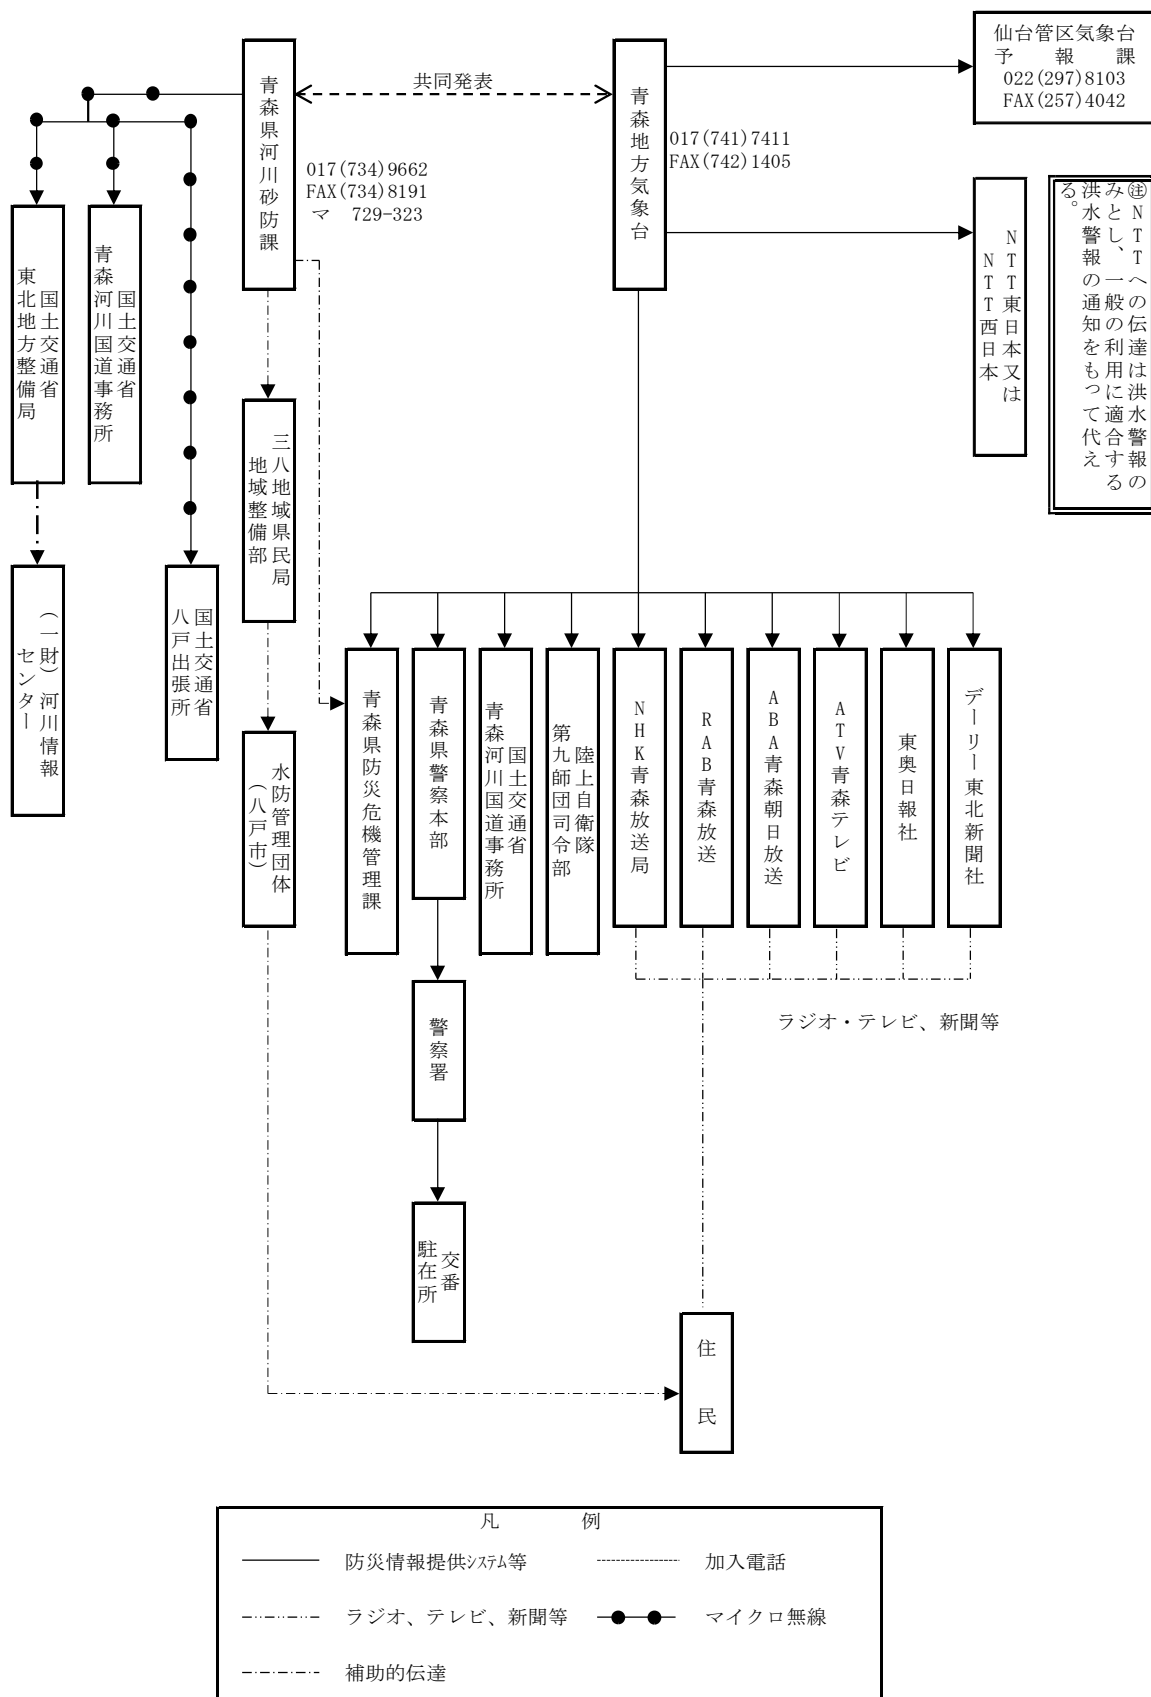 仙台管区気象台
予報課
022(297)8103
FAX(257)4042
青森県河川砂防課
共同発表
青森地方気象台
017(741)7411
FAX(742)1405
017(734)9662
FAX(734)8191
マ 729-323
㊟NTTへの伝達は洪水警報の
みとし、一般の利用に適合する
洪水警報の通知をもって代え
る。
NTT東日本又は
NTT西日本
国土交通省
東北地方整備局
国土交通省
青森河川国道事務所
三八地域県民局
地域整備部
(一財)河川情報
センター
国土交通省
八戸出張所
水防管理団体
(八戸市)
青森県防災危機管理課
青森県警察本部
国土交通省
青森河川国道事務所
陸上自衛隊
第九師団司令部
NHK青森放送局
RAB青森放送
ABA青森朝日放送
ATV青森テレビ
東奥日報社
デーリー東北新聞社
ラジオ・テレビ、新聞等
警察署
交番
駐在所
住民
凡例
防災情報提供ｼｽﾃﾑ等
加入電話
ラジオ、テレビ、新聞等
マイクロ無線
補助的伝達